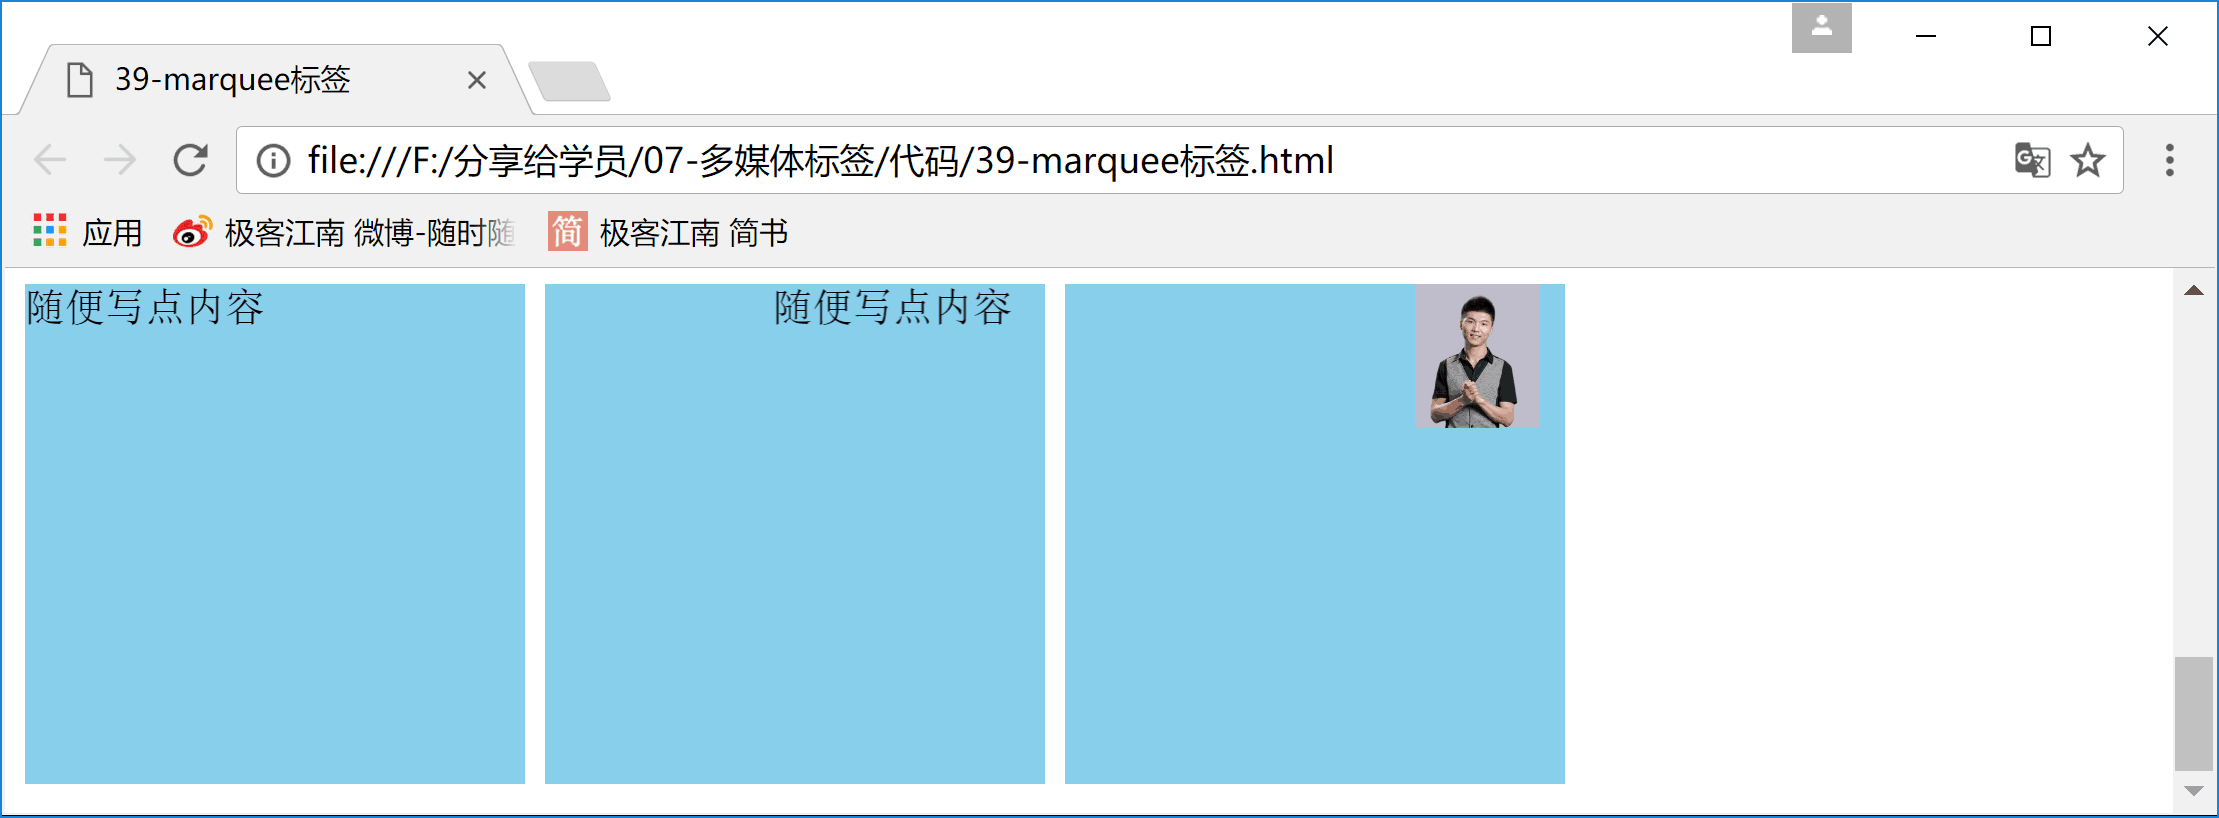 39-marquee标签
file:///F:/分享给学员/07-多媒体标签/代码/39-marquee标签.html
应用 极客江南 微博-随时随 简 极客江南 简书
随便写点内容 随便写点内容